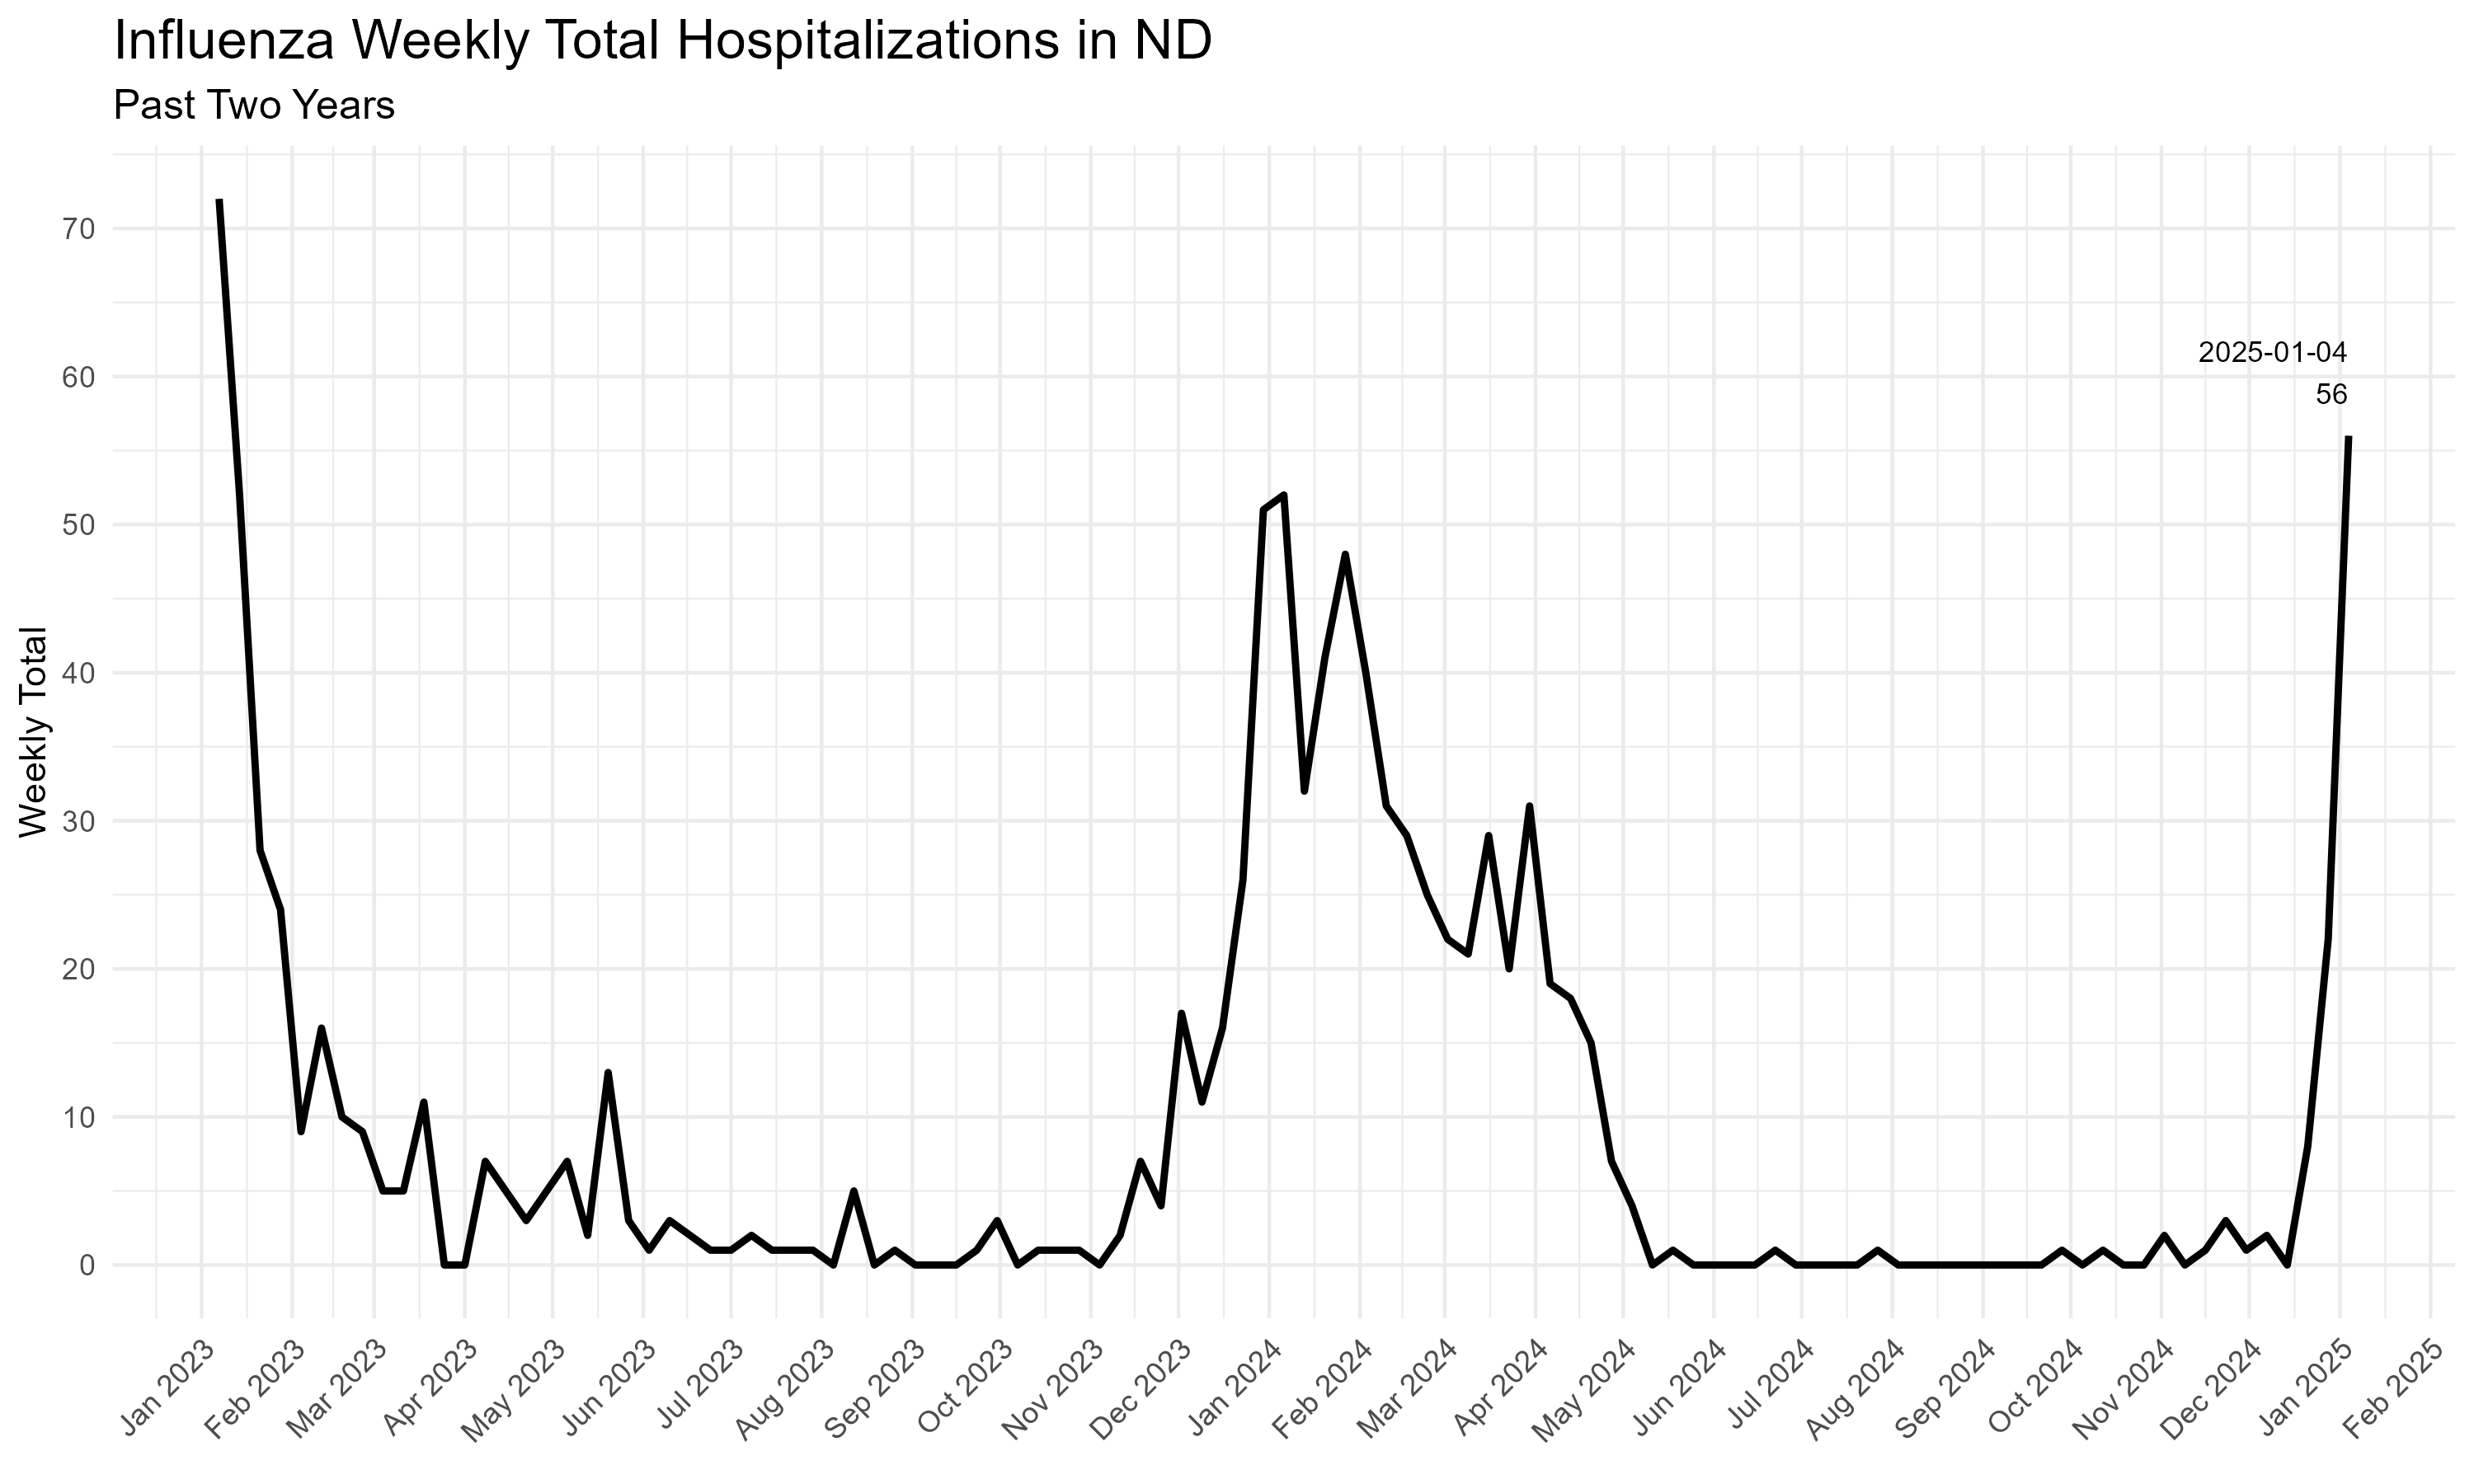 Influenza Weekly Total Hospitalizations in ND
Past Two Years
Weekly Total
70
60
50
40
30
20
10
0
2025-01-04
56
Jan 2023
Feb 2023
Mar 2023
Apr 2023
May 2023
Jun 2023
Jul 2023
Aug 2023
Sep 2023
Oct 2023
Nov 2023
Dec 2023
Jan 2024
Feb 2024
Mar 2024
Apr 2024
May 2024
Jun 2024
Jul 2024
Aug 2024
Sep 2024
Oct 2024
Nov 2024
Dec 2024
Jan 2025
Feb 2025